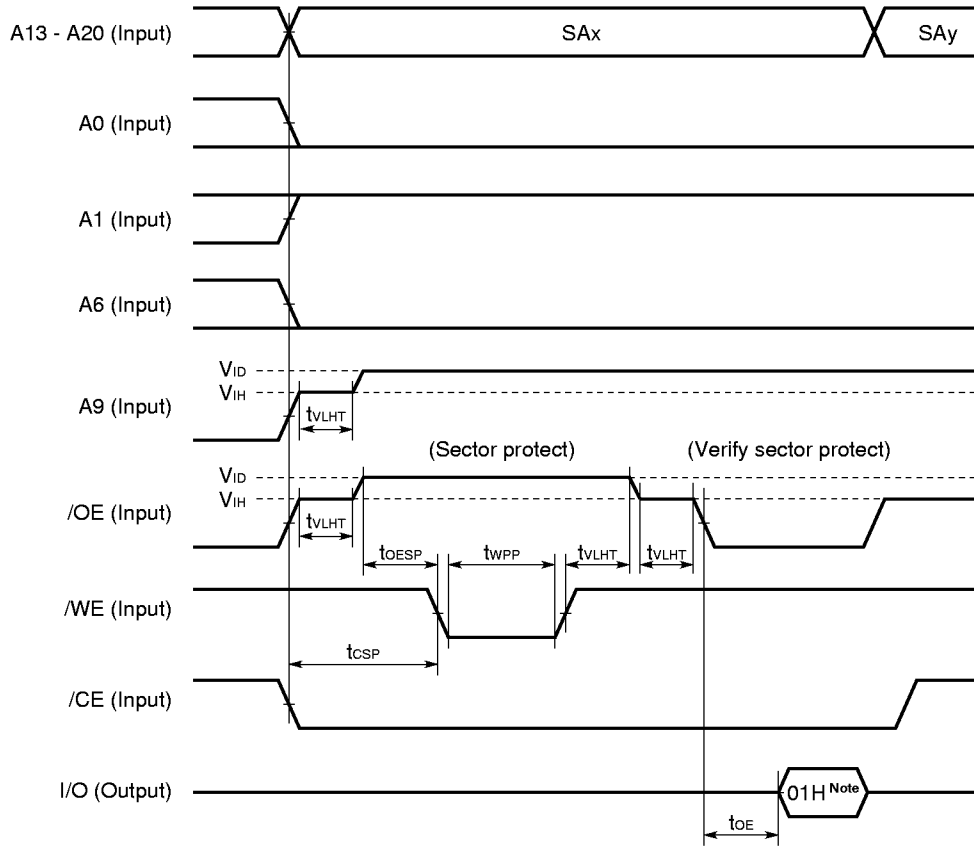 A13 - A20 (Input) SAx SAy
A0 (Input)
A1 (Input)
A6 (Input)
VID
VIH
A9 (Input) tVLHT
(Sector protect) (Verify sector protect)
VID
VIH
/OE (Input) tVLHT
tOESP tWPP tVLHT tVLHT
/WE (Input)
tCSP
/CE (Input)
I/O (Output) 01H Note
tOE